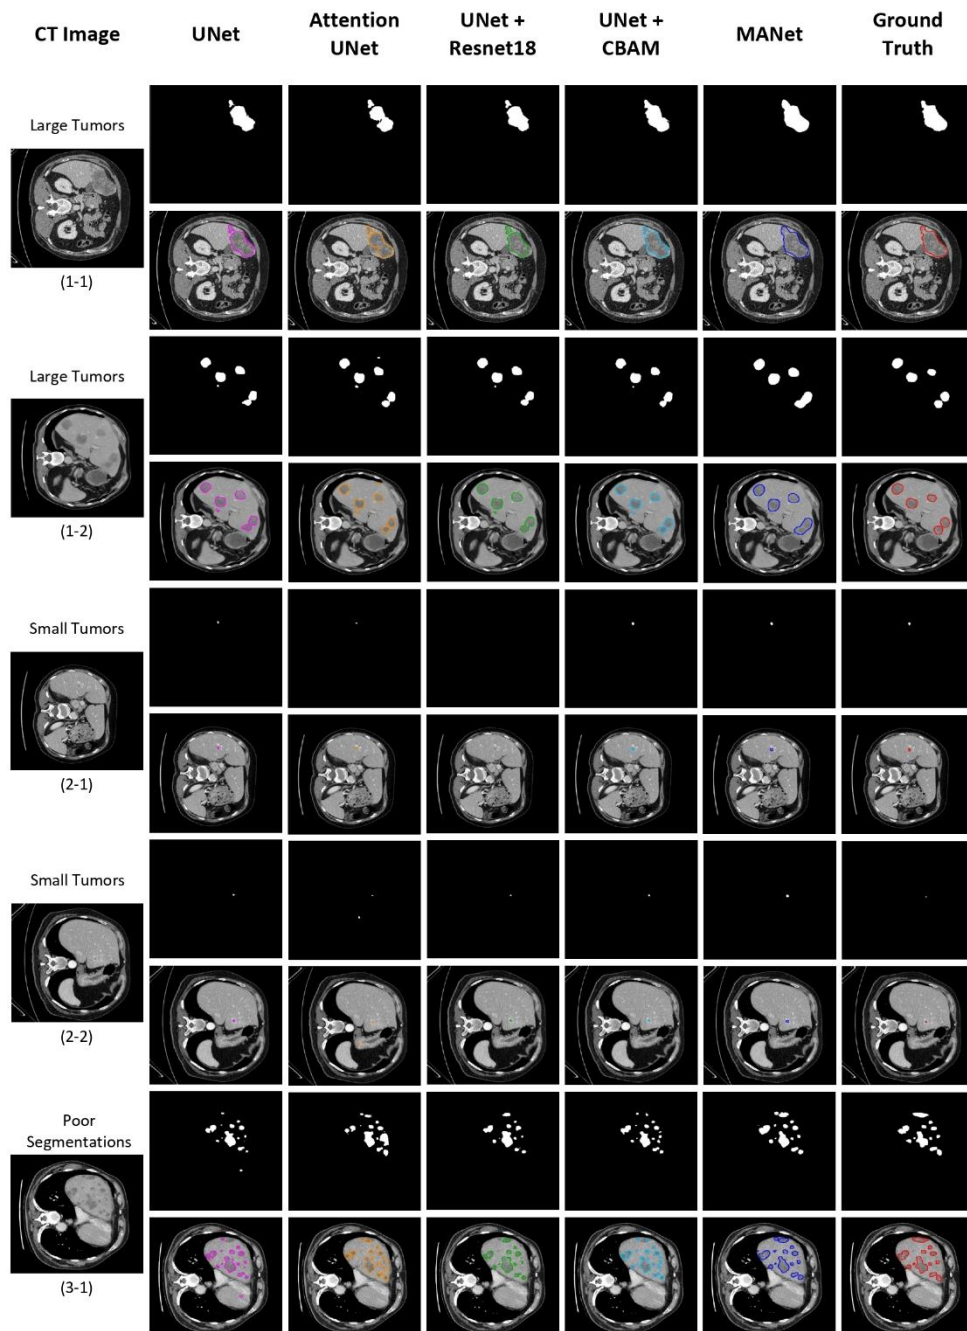 CT Image
UNet
Attention
UNet
UNet +
Resnet18
UNet +
CBAM
MANet
Ground
Truth
Large Tumors
(1-1)
Large Tumors
(1-2)
Small Tumors
(2-1)
Small Tumors
(2-2)
Poor
Segmentations
(3-1)